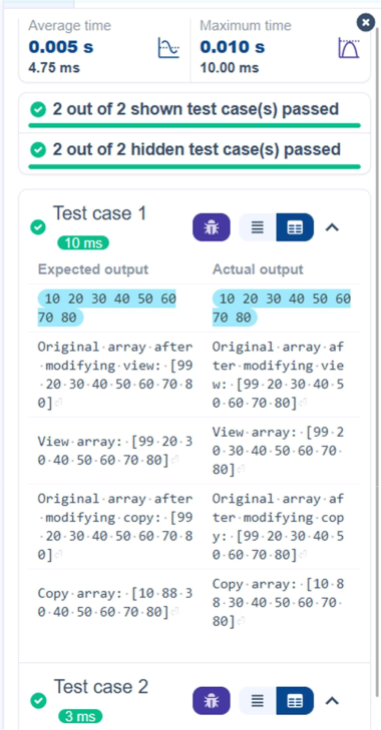 Average time
Maximum time
0.005 s
0.010 s
4.75 ms
10.00 ms
2 out of 2 shown test case(s) passed
2 out of 2 hidden test case(s) passed
Test case 1
10 ms
Expected output
Actual output
10 20 30 40 50 60
70 80
10 20 30 40 50 60
70 80
Original·array·after
·modifying·view:·[99
·20·30·40·50·60·70·8
0]
Original·array·af
ter·modifying·vie
w:·[99·20·30·40·5
0·60·70·80]
View·array:·[99·20·3
0·40·50·60·70·80]
View·array:·[99·2
0·30·40·50·60·70·
80]
Original·array·after
·modifying·copy:·[99
·20·30·40·50·60·70·8
0]
Original·array·af
ter·modifying·cop
y:·[99·20·30·40·5
0·60·70·80]
Copy·array:·[10·88·3
0·40·50·60·70·80]
Copy·array:·[10·8
8·30·40·50·60·70·
80]
Test case 2
3 ms